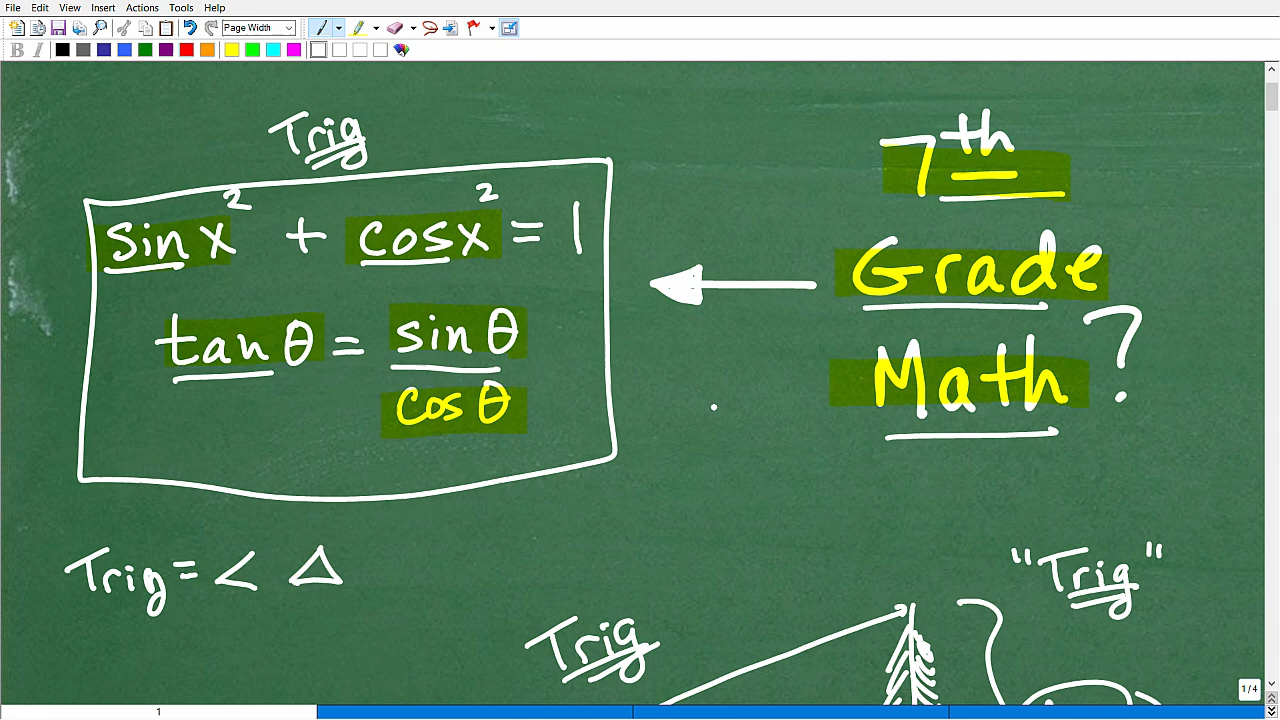 File Edit View Insert Actions Tools Help
Page Width
B I
Trig
7th
sin x² + cos x² = 1
Grade
tan θ = sin θ / cos θ
Math?
Trig = < △
"Trig"
Trig
1/4
1